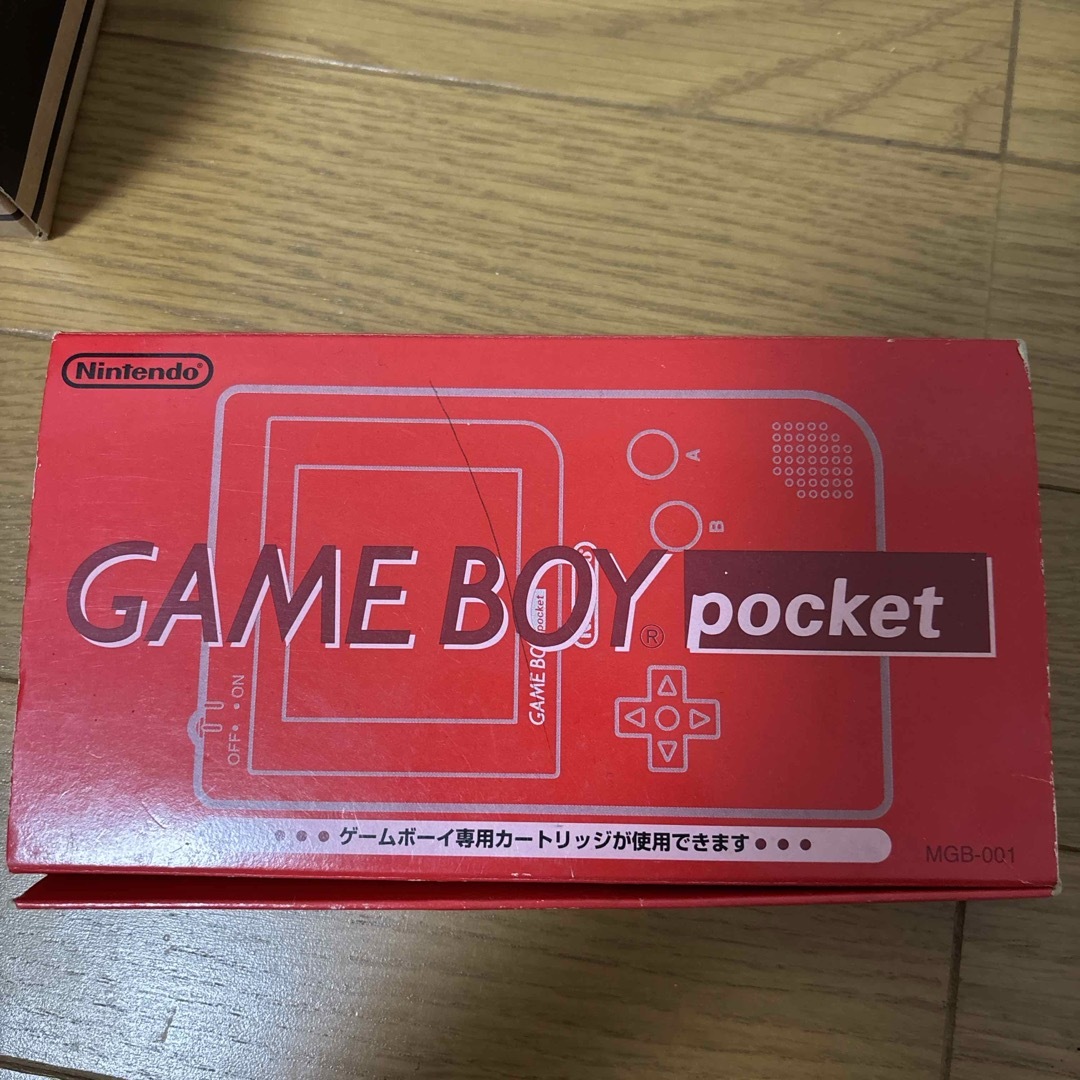 Nintendo®
GAME BOY® pocket
A
B
GAME BOY pocket
OFF• •ON
●●●ゲームボーイ専用カートリッジが使用できます●●●
MGB-001